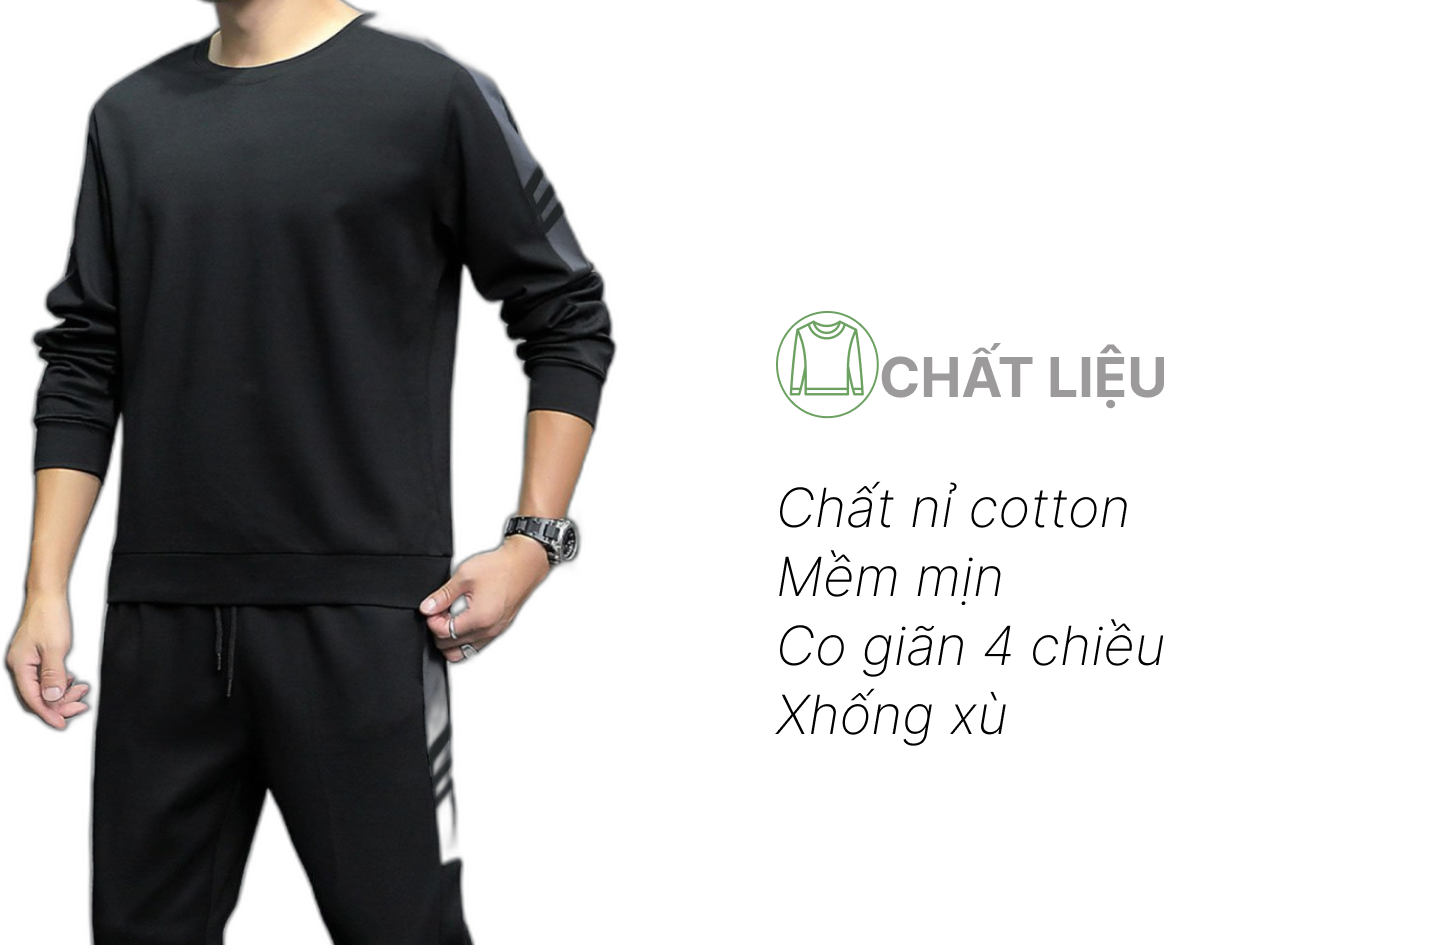 CHẤT LIỆU
Chất nỉ cotton
Mềm mịn
Co giãn 4 chiều
Xhống xù